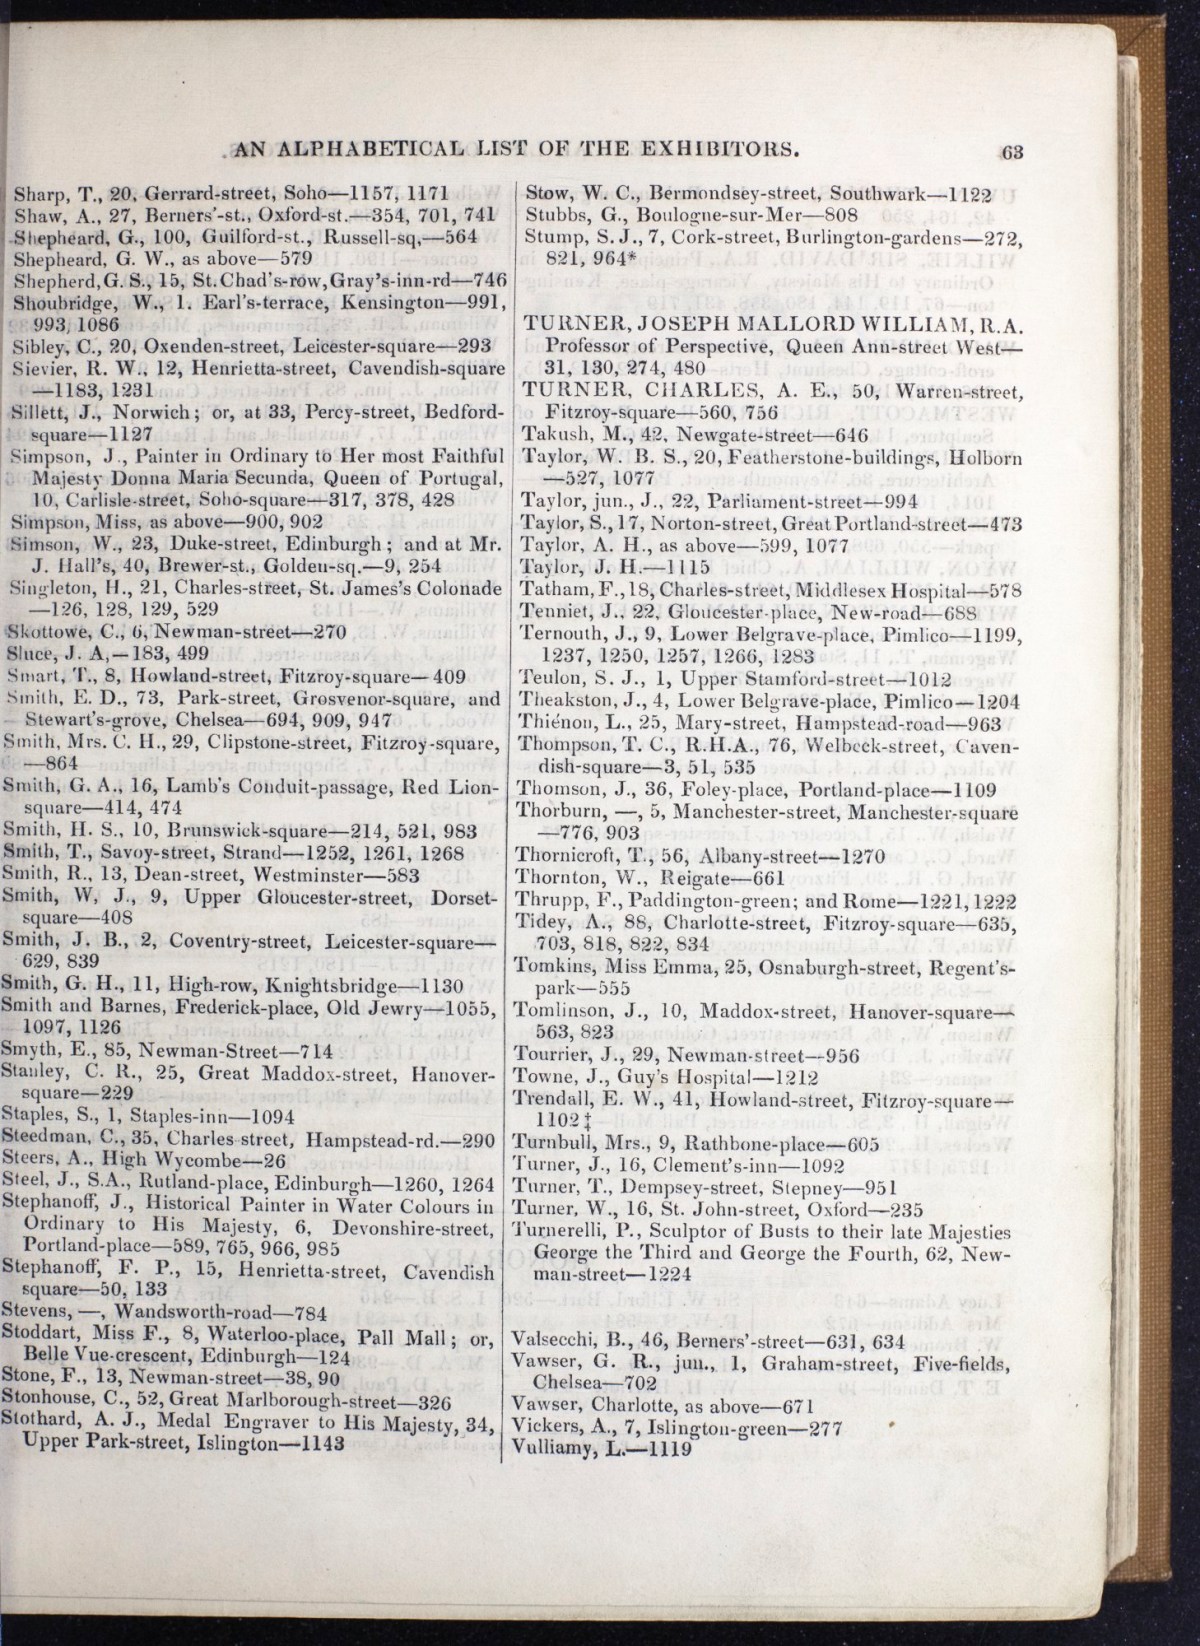 AN ALPHABETICAL LIST OF THE EXHIBITORS.
63
Sharp, T., 20, Gerrard-street, Soho—1157, 1171
Shaw, A., 27, Berners'-st., Oxford-st.—354, 701, 741
Shepheard, G., 100, Guilford-st., Russell-sq,—564
Shepheard, G. W., as above—579
Shepherd, G. S., 15, St. Chad's-row, Gray's-inn-rd—746
Shoubridge, W., 1. Earl's-terrace, Kensington—991,
993, 1086
Sibley, C., 20, Oxenden-street, Leicester-square—293
Sievier, R. W., 12, Henrietta-street, Cavendish-square
—1183, 1231
Sillett, J., Norwich; or, at 33, Percy-street, Bedford-
square—1127
Simpson, J., Painter in Ordinary to Her most Faithful
Majesty Donna Maria Secunda, Queen of Portugal,
10, Carlisle-street, Soho-square—317, 378, 428
Simpson, Miss, as above—900, 902
Simson, W., 23, Duke-street, Edinburgh; and at Mr.
J. Hall's, 40, Brewer-st., Golden-sq.—9, 254
Singleton, H., 21, Charles-street, St. James's Colonade
—126, 128, 129, 529
Skottowe, C., 6, Newman-street—270
Sluce, J. A,—183, 499
Smart, T., 8, Howland-street, Fitzroy-square—409
Smith, E. D., 73, Park-street, Grosvenor-square, and
Stewart's-grove, Chelsea—694, 909, 947
Smith, Mrs. C. H., 29, Clipstone-street, Fitzroy-square,
—864
Smith, G. A., 16, Lamb's Conduit-passage, Red Lion-
square—414, 474
Smith, H. S., 10, Brunswick-square—214, 521, 983
Smith, T., Savoy-street, Strand—1252, 1261, 1268
Smith, R., 13, Dean-street, Westminster—583
Smith, W, J., 9, Upper Gloucester-street, Dorset-
square—408
Smith, J. B., 2, Coventry-street, Leicester-square—
629, 839
Smith, G. H., 11, High-row, Knightsbridge—1130
Smith and Barnes, Frederick-place, Old Jewry—1055,
1097, 1126
Smyth, E., 85, Newman-Street—714
Stanley, C. R., 25, Great Maddox-street, Hanover-
square—229
Staples, S., 1, Staples-inn—1094
Steedman, C., 35, Charles street, Hampstead-rd.—290
Steers, A., High Wycombe—26
Steel, J., S.A., Rutland-place, Edinburgh—1260, 1264
Stephanoff, J., Historical Painter in Water Colours in
Ordinary to His Majesty, 6, Devonshire-street,
Portland-place—589, 765, 966, 985
Stephanoff, F. P., 15, Henrietta-street, Cavendish
square—50, 133
Stevens, —, Wandsworth-road—784
Stoddart, Miss F., 8, Waterloo-place, Pall Mall; or,
Belle Vue-crescent, Edinburgh—124
Stone, F., 13, Newman-street—38, 90
Stonhouse, C., 52, Great Marlborough-street—326
Stothard, A. J., Medal Engraver to His Majesty, 34,
Upper Park-street, Islington—1143
Stow, W. C., Bermondsey-street, Southwark—1122
Stubbs, G., Boulogne-sur-Mer—808
Stump, S. J., 7, Cork-street, Burlington-gardens—272,
821, 964*
TURNER, JOSEPH MALLORD WILLIAM, R.A.
Professor of Perspective, Queen Ann-street West—
31, 130, 274, 480
TURNER, CHARLES, A. E., 50, Warren-street,
Fitzroy-square—560, 756
Takush, M., 42, Newgate-street—646
Taylor, W. B. S., 20, Featherstone-buildings, Holborn
—527, 1077
Taylor, jun., J., 22, Parliament-street—994
Taylor, S., 17, Norton-street, Great Portland-street—473
Taylor, A. H., as above—599, 1077
Taylor, J. H.—1115
Tatham, F., 18, Charles-street, Middlesex Hospital—578
Tenniet, J., 22, Gloucester-place, New-road—688
Ternouth, J., 9, Lower Belgrave-place, Pimlico—1199,
1237, 1250, 1257, 1266, 1283
Teulon, S. J., 1, Upper Stamford-street—1012
Theakston, J., 4, Lower Belgrave-place, Pimlico—1204
Thiénon, L., 25, Mary-street, Hampstead-road—963
Thompson, T. C., R.H.A., 76, Welbeck-street, Caven-
dish-square—3, 51, 535
Thomson, J., 36, Foley-place, Portland-place—1109
Thorburn, —, 5, Manchester-street, Manchester-square
—776, 903
Thornicroft, T., 56, Albany-street—1270
Thornton, W., Reigate—661
Thrupp, F., Paddington-green; and Rome—1221, 1222
Tidey, A., 88, Charlotte-street, Fitzroy-square—635,
703, 818, 822, 834
Tomkins, Miss Emma, 25, Osnaburgh-street, Regent's-
park—555
Tomlinson, J., 10, Maddox-street, Hanover-square—
563, 823
Tourrier, J., 29, Newman-street—956
Towne, J., Guy's Hospital—1212
Trendall, E. W., 41, Howland-street, Fitzroy-square—
1102‡
Turnbull, Mrs., 9, Rathbone-place—605
Turner, J., 16, Clement's-inn—1092
Turner, T., Dempsey-street, Stepney—951
Turner, W., 16, St. John-street, Oxford—235
Turnerelli, P., Sculptor of Busts to their late Majesties
George the Third and George the Fourth, 62, New-
man-street—1224
Valsecchi, B., 46, Berners'-street—631, 634
Vawser, G. R., jun., 1, Graham-street, Five-fields,
Chelsea—702
Vawser, Charlotte, as above—671
Vickers, A., 7, Islington-green—277
Vulliamy, L.—1119